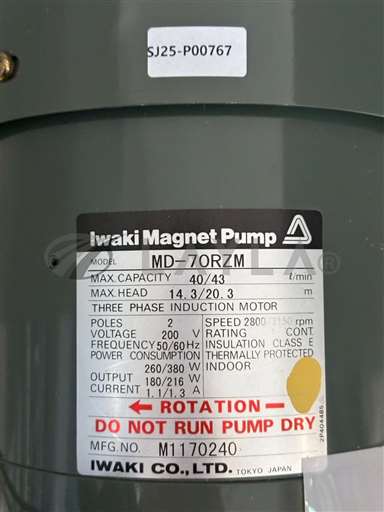 SJ25-P00767
Iwaki Magnet Pump
MODEL MD-70RZM
MAX.CAPACITY 40/43 ℓ/min
MAX.HEAD 14.3/20.3 m
THREE PHASE INDUCTION MOTOR
POLES 2 SPEED 2800 rpm
VOLTAGE 200 V RATING CONT.
FREQUENCY 50/60Hz INSULATION CLASS E
POWER CONSUMPTION THERMALLY PROTECTED
260/380 W INDOOR
OUTPUT 180/216 W
CURRENT 1.1/1.3 A
← ROTATION ←
DO NOT RUN PUMP DRY
MFG.NO. M1170240
IWAKI CO.,LTD. TOKYO JAPAN
2P404485